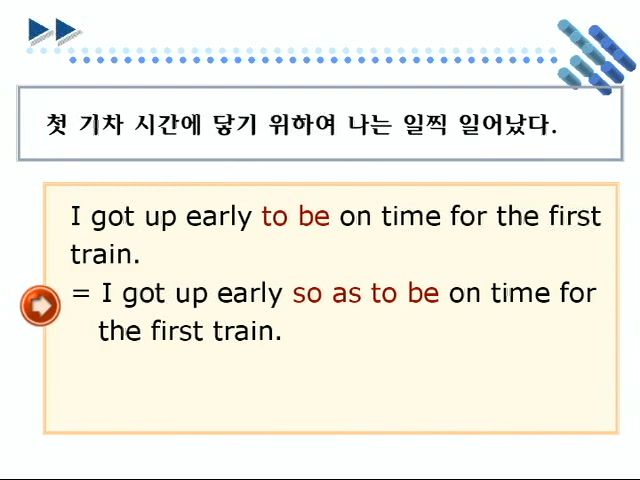 첫 기차 시간에 닿기 위하여 나는 일찍 일어났다.
I got up early to be on time for the first
train.
= I got up early so as to be on time for
the first train.